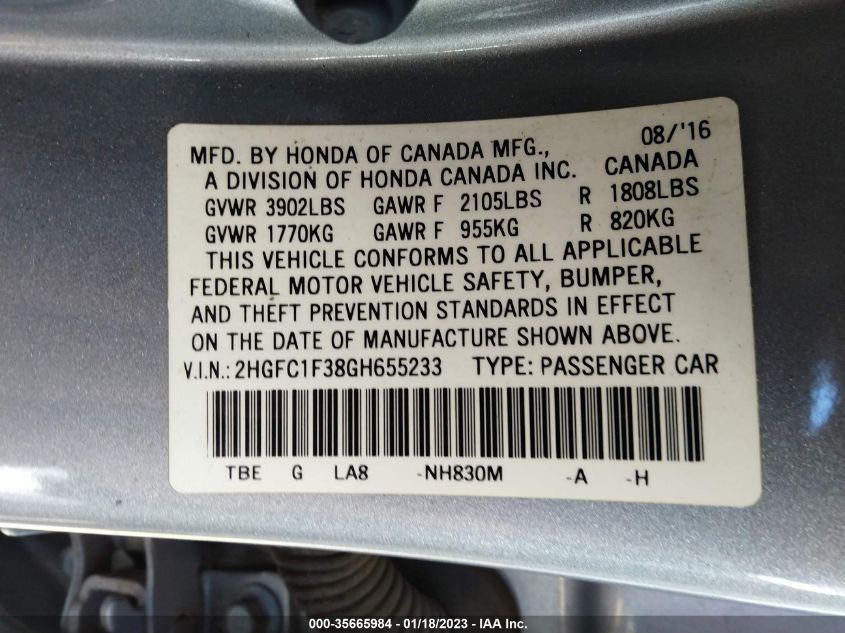 08/'16
MFD. BY HONDA OF CANADA MFG.,
A DIVISION OF HONDA CANADA INC. CANADA
GVWR 3902LBS GAWR F 2105LBS R 1808LBS
GVWR 1770KG GAWR F 955KG R 820KG
THIS VEHICLE CONFORMS TO ALL APPLICABLE
FEDERAL MOTOR VEHICLE SAFETY, BUMPER,
AND THEFT PREVENTION STANDARDS IN EFFECT
ON THE DATE OF MANUFACTURE SHOWN ABOVE.
V.I.N.: 2HGFC1F38GH655233 TYPE: PASSENGER CAR
TBE G LA8 -NH830M -A -H
000-35665984 - 01/18/2023 - IAA Inc.